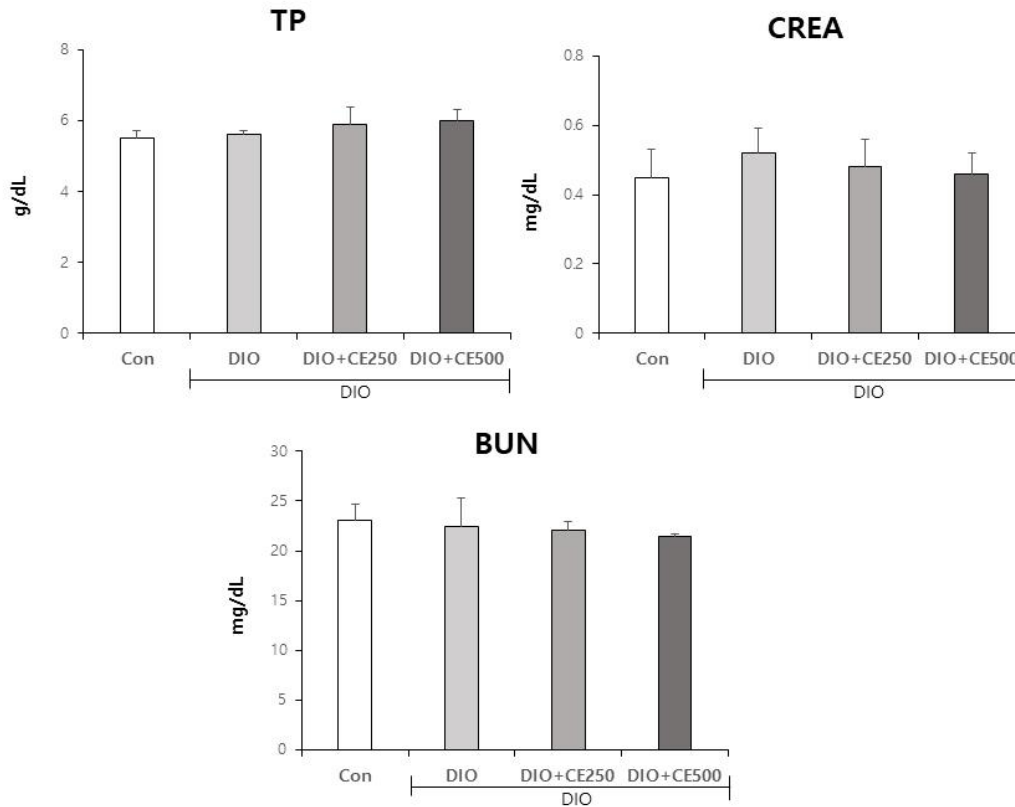 TP
8
6
4
2
0
g/dL
Con DIO DIO+CE250 DIO+CE500
DIO
CREA
0.8
0.6
0.4
0.2
0
mg/dL
Con DIO DIO+CE250 DIO+CE500
DIO
BUN
30
25
20
15
10
5
0
mg/dL
Con DIO DIO+CE250 DIO+CE500
DIO